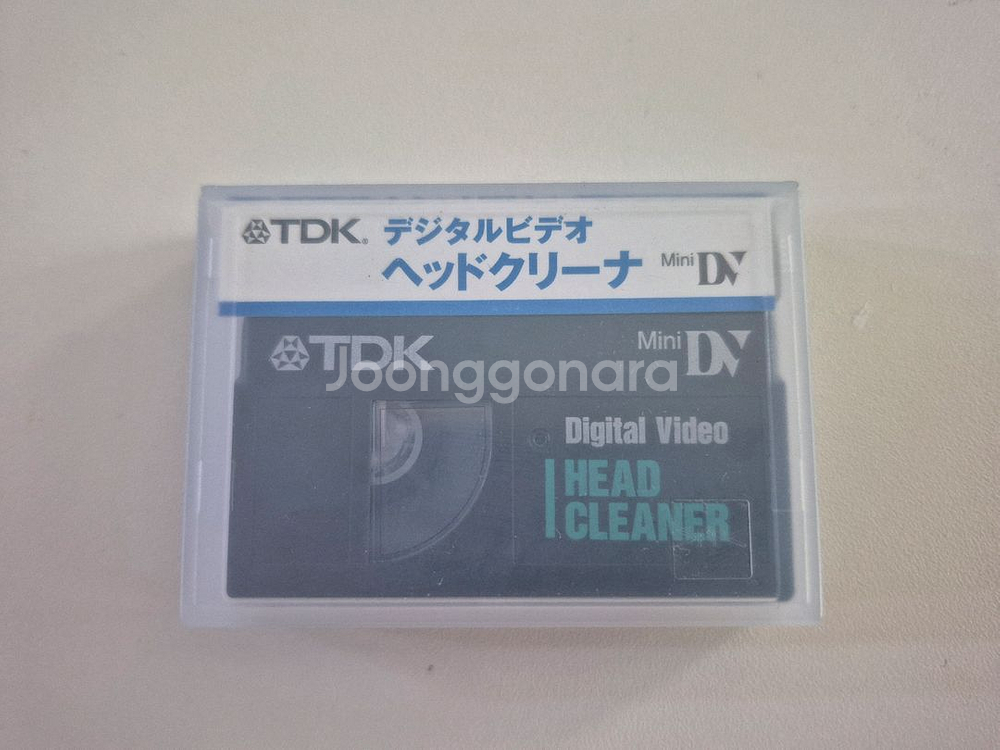 TDK® デジタルビデオ
ヘッドクリーナ Mini DV
TDK Mini DV
Joonggonara
Digital Video
HEAD
CLEANER